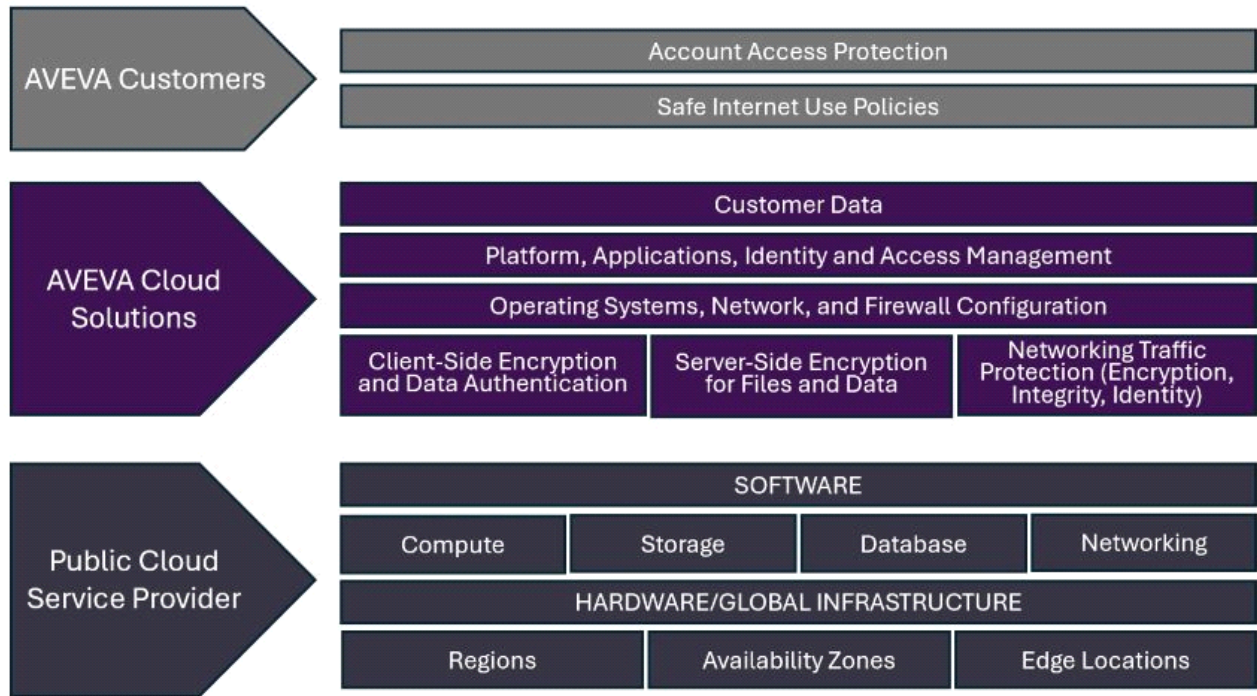 AVEVA Customers
Account Access Protection
Safe Internet Use Policies
AVEVA Cloud
Solutions
Customer Data
Platform, Applications, Identity and Access Management
Operating Systems, Network, and Firewall Configuration
Client-Side Encryption
and Data Authentication
Server-Side Encryption
for Files and Data
Networking Traffic
Protection (Encryption,
Integrity, Identity)
Public Cloud
Service Provider
SOFTWARE
Compute
Storage
Database
Networking
HARDWARE/GLOBAL INFRASTRUCTURE
Regions
Availability Zones
Edge Locations